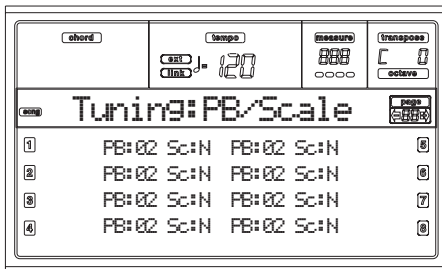 chord tempo measure transpose
ext link ♩= 120 888 C 0
octave
song Tuning:PB/Scale page 88
1 PB:02 Sc:N PB:02 Sc:N 5
2 PB:02 Sc:N PB:02 Sc:N 6
3 PB:02 Sc:N PB:02 Sc:N 7
4 PB:02 Sc:N PB:02 Sc:N 8